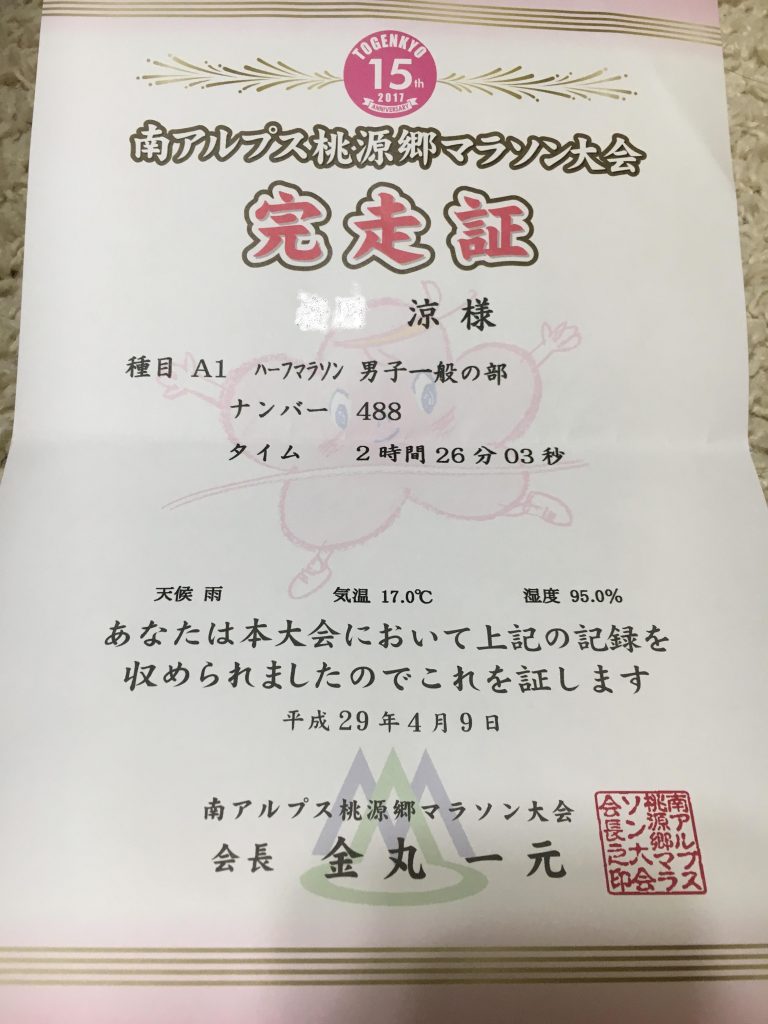 TOGENKYO
15th
2017
ANNIVERSARY
南アルプス桃源郷マラソン大会
完走証
涼 様
種目 A1 ﾊｰﾌﾏﾗｿﾝ 男子一般の部
ナンバー 488
タイム 2時間26分03秒
天候 雨 気温 17.0℃ 湿度 95.0%
あなたは本大会において上記の記録を
収められましたのでこれを証します
平成29年4月9日
南アルプス桃源郷マラソン大会
会長 金丸 一元
南アルプス
桃源郷マラ
ソン大会
会長之印